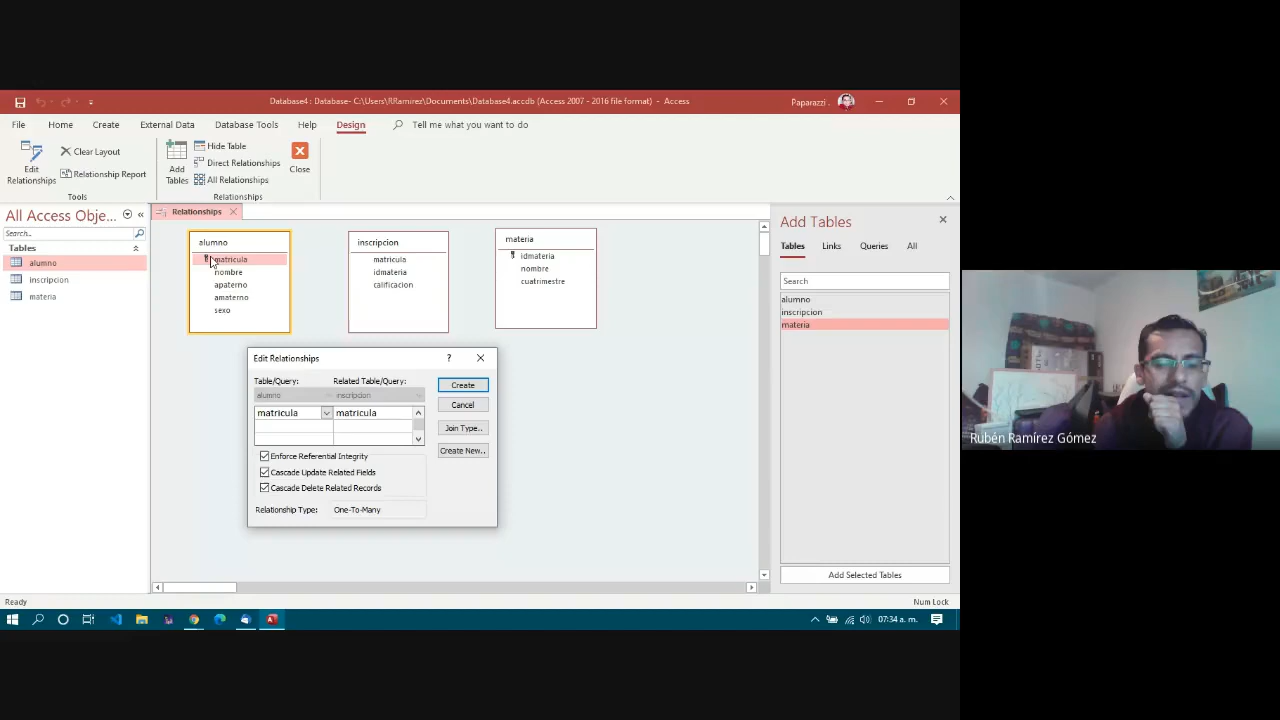 Database4 : Database- C:\Users\RRamirez\Documents\Database4.accdb (Access 2007 - 2016 file format) - Access
Paparazzi .
File Home Create External Data Database Tools Help Design Tell me what you want to do
Edit Relationships
Clear Layout
Relationship Report
Tools
Add Tables
Hide Table
Direct Relationships
All Relationships
Relationships
Close
All Access Obje...
Search...
Tables
alumno
inscripcion
materia
Relationships
alumno
matricula
nombre
apaterno
amaterno
sexo
inscripcion
matricula
idmateria
calificacion
materia
idmateria
nombre
cuatrimestre
Edit Relationships
?
Table/Query: Related Table/Query:
alumno inscripcion
matricula matricula
Enforce Referential Integrity
Cascade Update Related Fields
Cascade Delete Related Records
Relationship Type: One-To-Many
Create
Cancel
Join Type..
Create New..
Add Tables
Tables Links Queries All
Search
alumno
inscripcion
materia
Add Selected Tables
Ready
Num Lock
07:34 a. m.
Rubén Ramírez Gómez